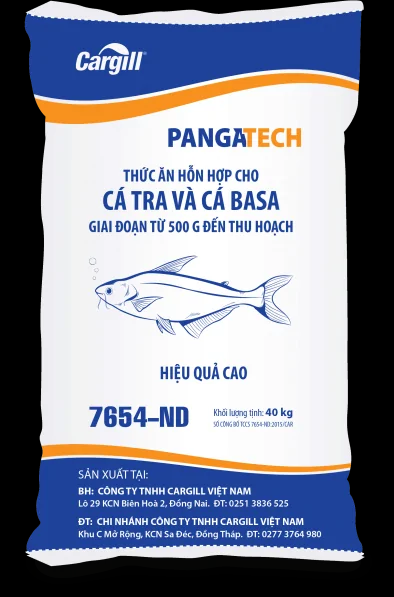 Cargill®
PANGATECH
THỨC ĂN HỖN HỢP CHO
CÁ TRA VÀ CÁ BASA
GIAI ĐOẠN TỪ 500 G ĐẾN THU HOẠCH
HIỆU QUẢ CAO
7654-ND
Khối lượng tịnh: 40 kg
SỐ CÔNG BỐ TCCS 7654-ND:2015/CAR
SẢN XUẤT TẠI:
BH: CÔNG TY TNHH CARGILL VIỆT NAM
Lô 29 KCN Biên Hoà 2, Đồng Nai. ĐT: 0251 3836 525
ĐT: CHI NHÁNH CÔNG TY TNHH CARGILL VIỆT NAM
Khu C Mở Rộng, KCN Sa Đéc, Đồng Tháp. ĐT: 0277 3764 980